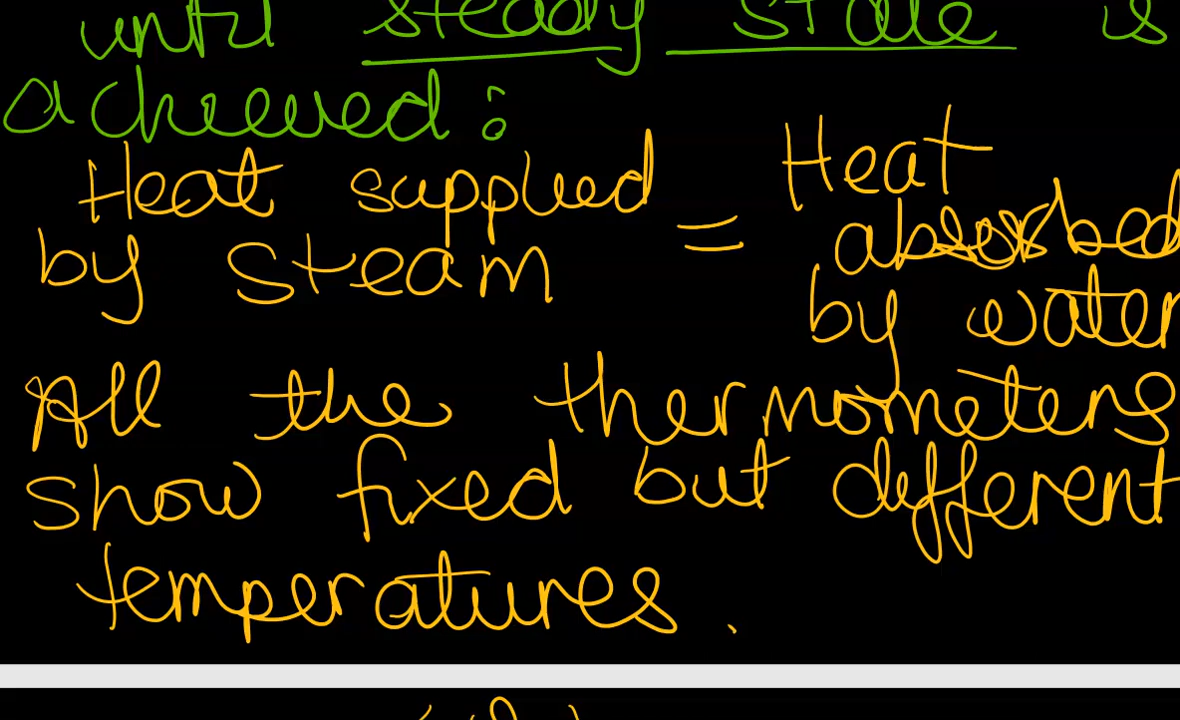 until steady state is
achieved:
Heat supplied = Heat
by steam absorbed
by water
All the thermometers
show fixed but different
temperatures.